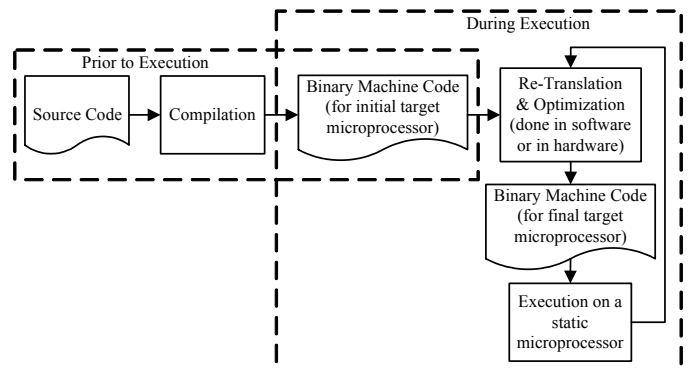 During Execution
Prior to Execution
Source Code
Compilation
Binary Machine Code
(for initial target
microprocessor)
Re-Translation
& Optimization
(done in software
or in hardware)
Binary Machine Code
(for final target
microprocessor)
Execution on a
static
microprocessor